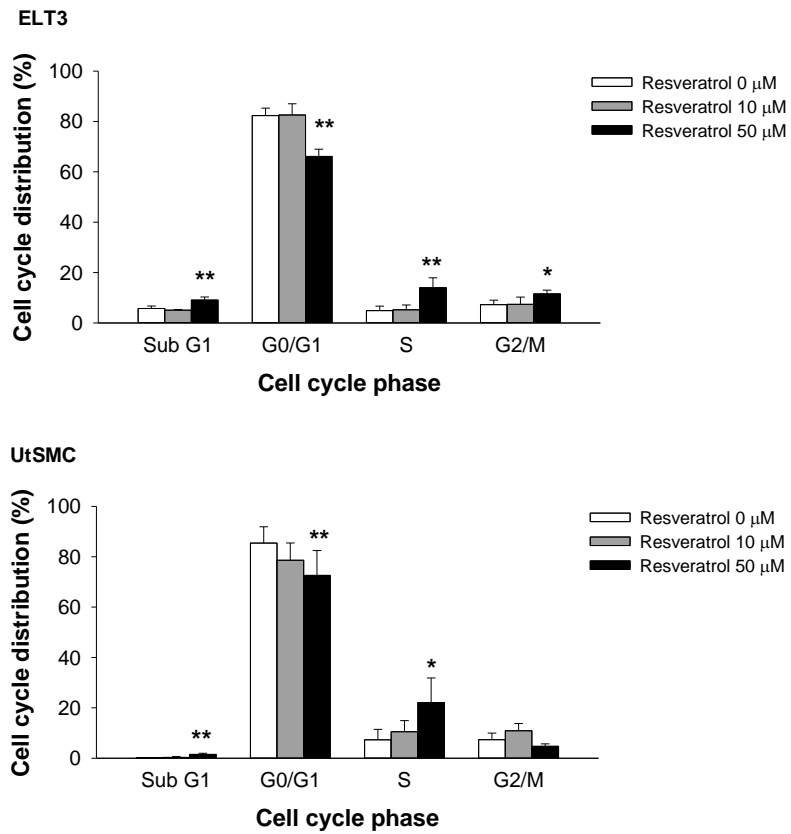 ELT3
Cell cycle distribution (%)
100
80
60
40
20
0
**
**
**
*
Resveratrol 0 μM
Resveratrol 10 μM
Resveratrol 50 μM
Sub G1 G0/G1 S G2/M
Cell cycle phase
UtSMC
Cell cycle distribution (%)
100
80
60
40
20
0
**
**
*
Resveratrol 0 μM
Resveratrol 10 μM
Resveratrol 50 μM
Sub G1 G0/G1 S G2/M
Cell cycle phase